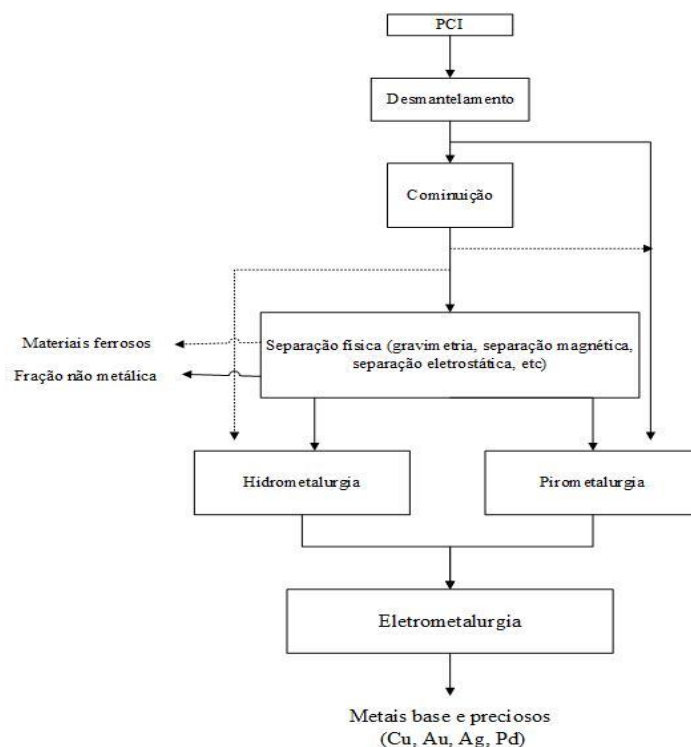 PCI
Desmantelamento
Cominuição
Materiais ferrosos
Fração não metálica
Separação física (gravimetria, separação magnética,
separação eletrostática, etc)
Hidrometalurgia
Pirometalurgia
Eletrometalurgia
Metais base e preciosos
(Cu, Au, Ag, Pd)